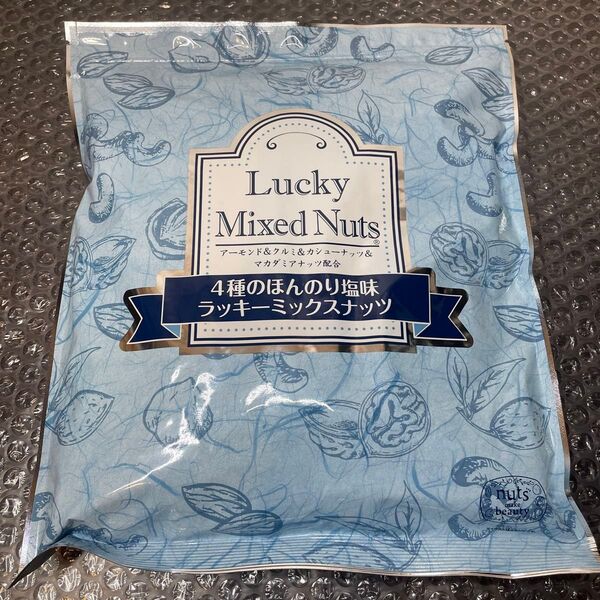 Lucky
Mixed Nuts®
アーモンド&クルミ&カシューナッツ&
マカダミアナッツ配合
4種のほんのり塩味
ラッキーミックスナッツ
nuts
make
beauty